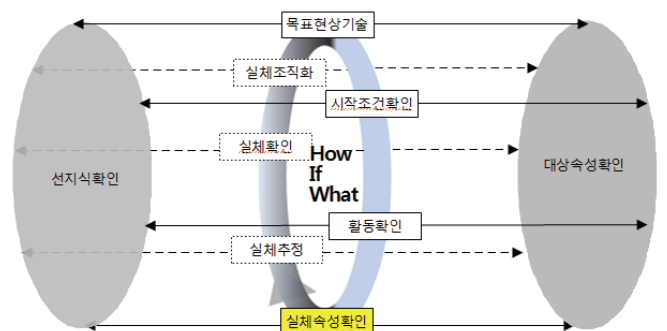 목표현상기술
실체조직화
시작조건확인
실체확인
How
If
What
선지식확인
대상속성확인
활동확인
실체추정
실체속성확인